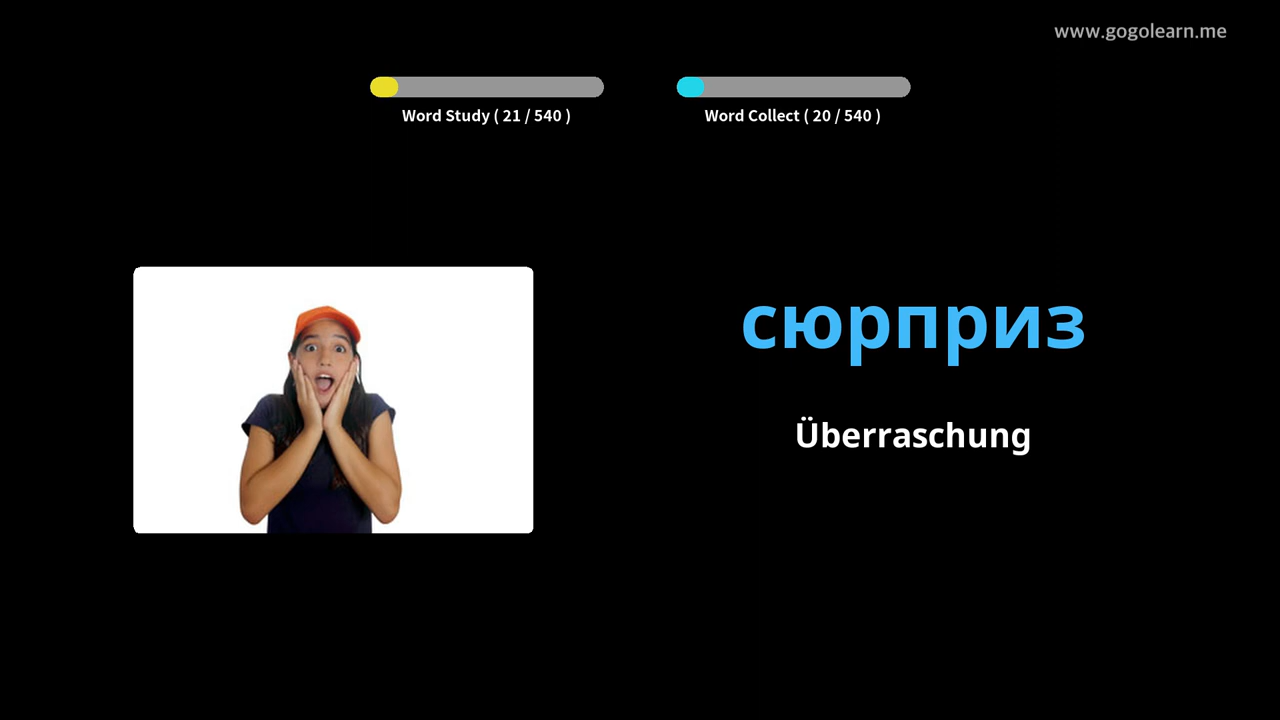 www.gogolearn.me
Word Study ( 21 / 540 )
Word Collect ( 20 / 540 )
сюрприз
Überraschung